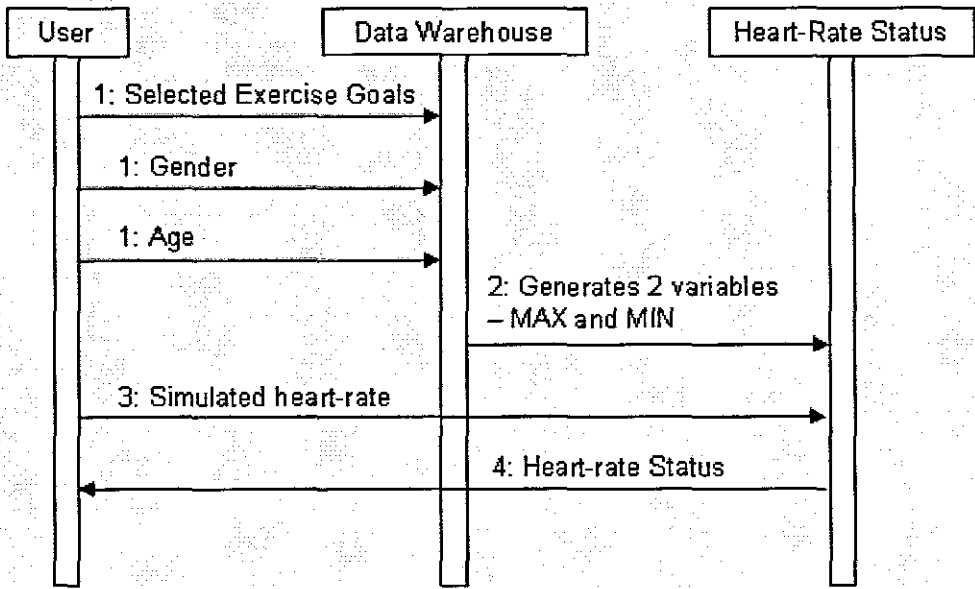 User
Data Warehouse
Heart-Rate Status
1: Selected Exercise Goals
1: Gender
1: Age
2: Generates 2 variables
– MAX and MIN
3: Simulated heart-rate
4: Heart-rate Status